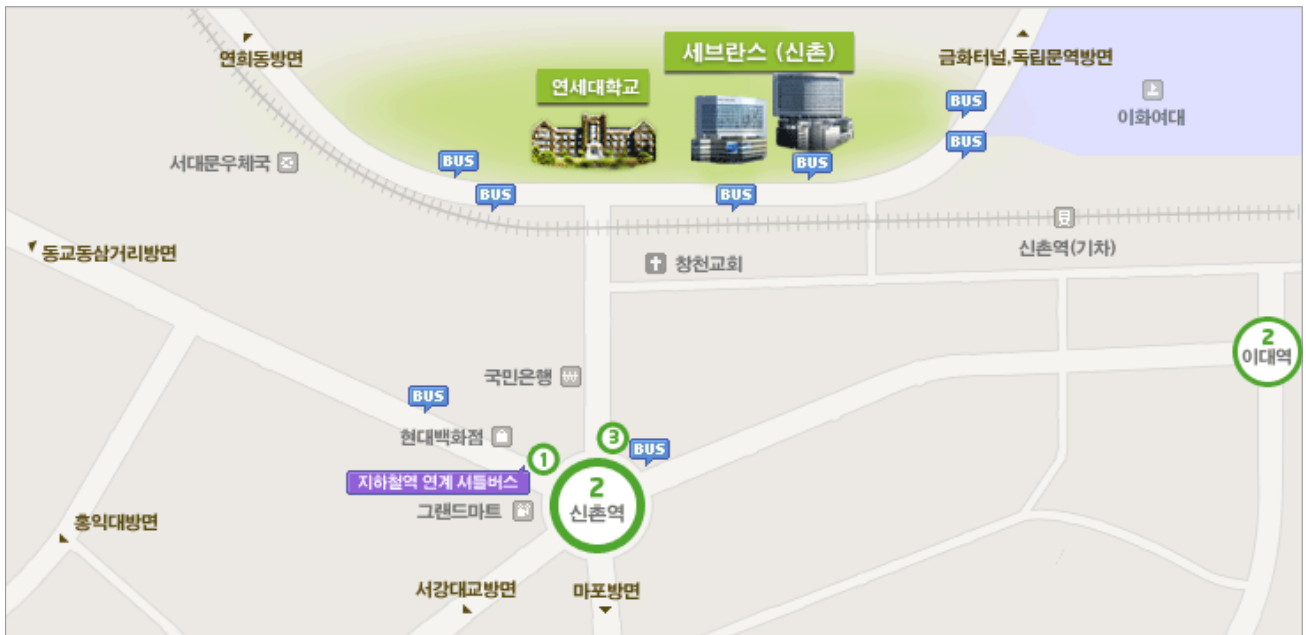 세브란스 (신촌)
연희동방면
금화터널,독립문역방면
연세대학교
BUS
이화여대
BUS
서대문우체국
BUS
BUS
BUS
BUS
동교동삼거리방면
창천교회
신촌역(기차)
2
이대역
국민은행
BUS
현대백화점
1
3
BUS
지하철역 연계 셔틀버스
2
신촌역
그랜드마트
홍익대방면
서강대교방면
마포방면